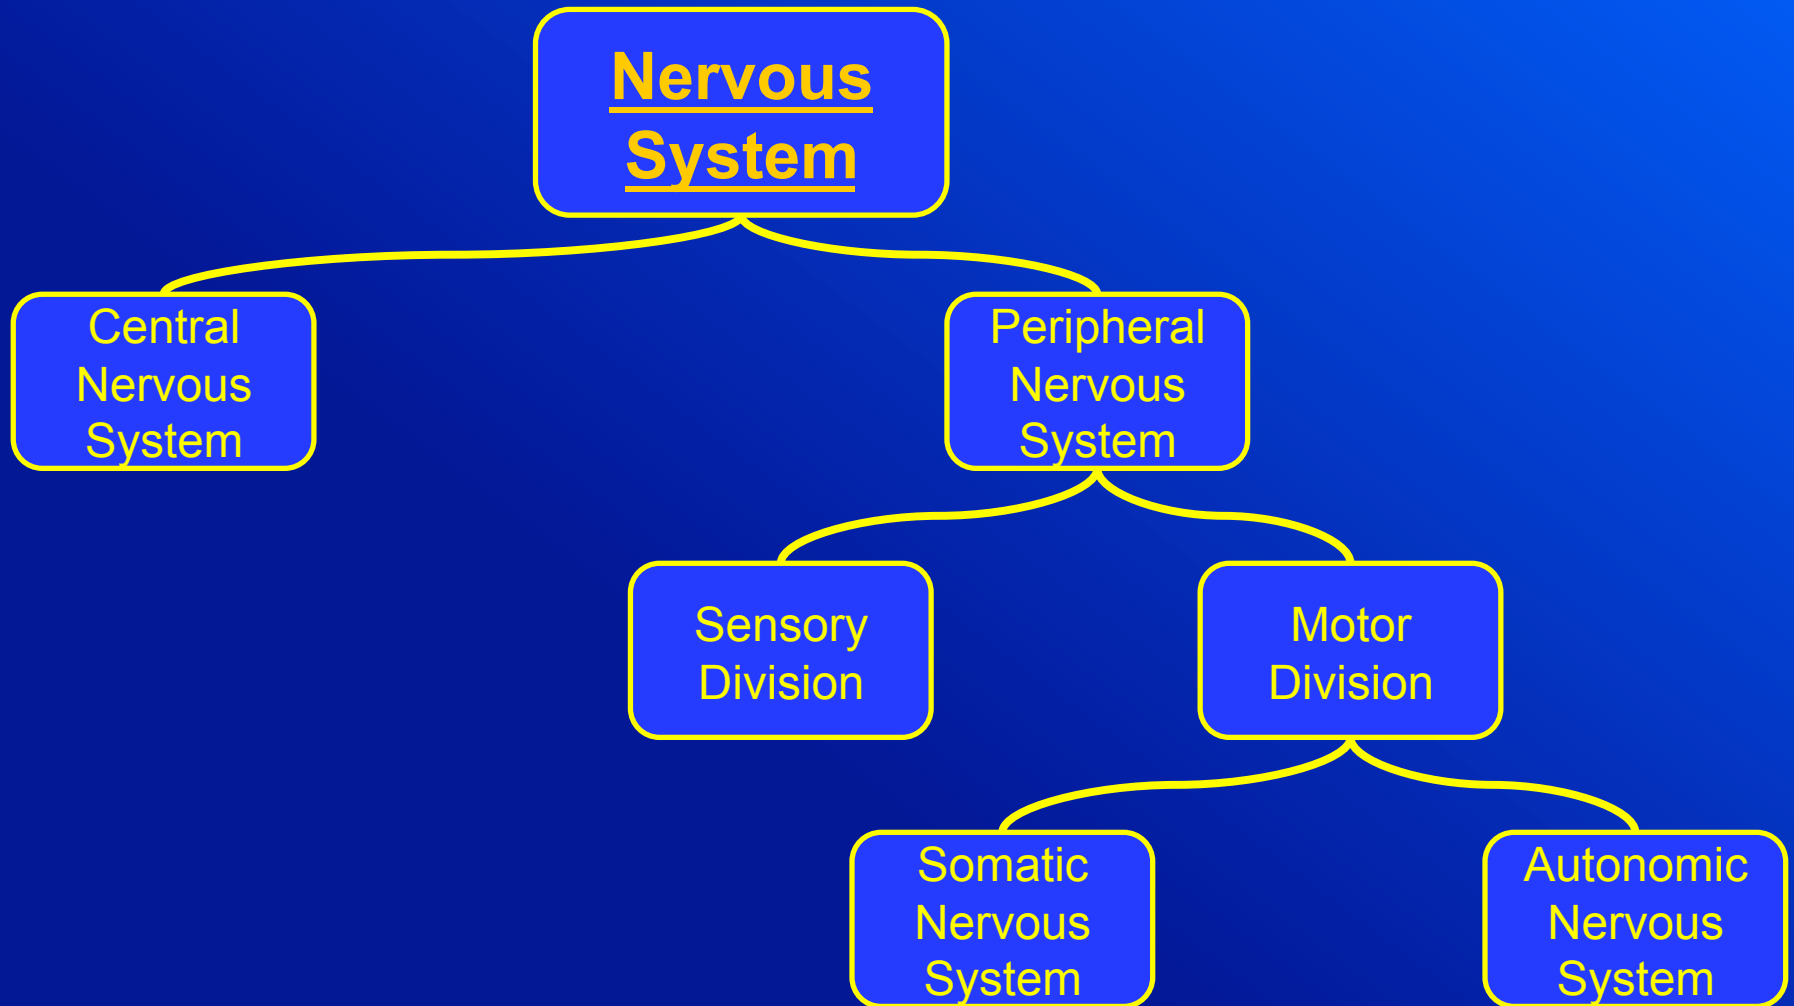 Nervous
System
Central
Nervous
System
Peripheral
Nervous
System
Sensory
Division
Motor
Division
Somatic
Nervous
System
Autonomic
Nervous
System